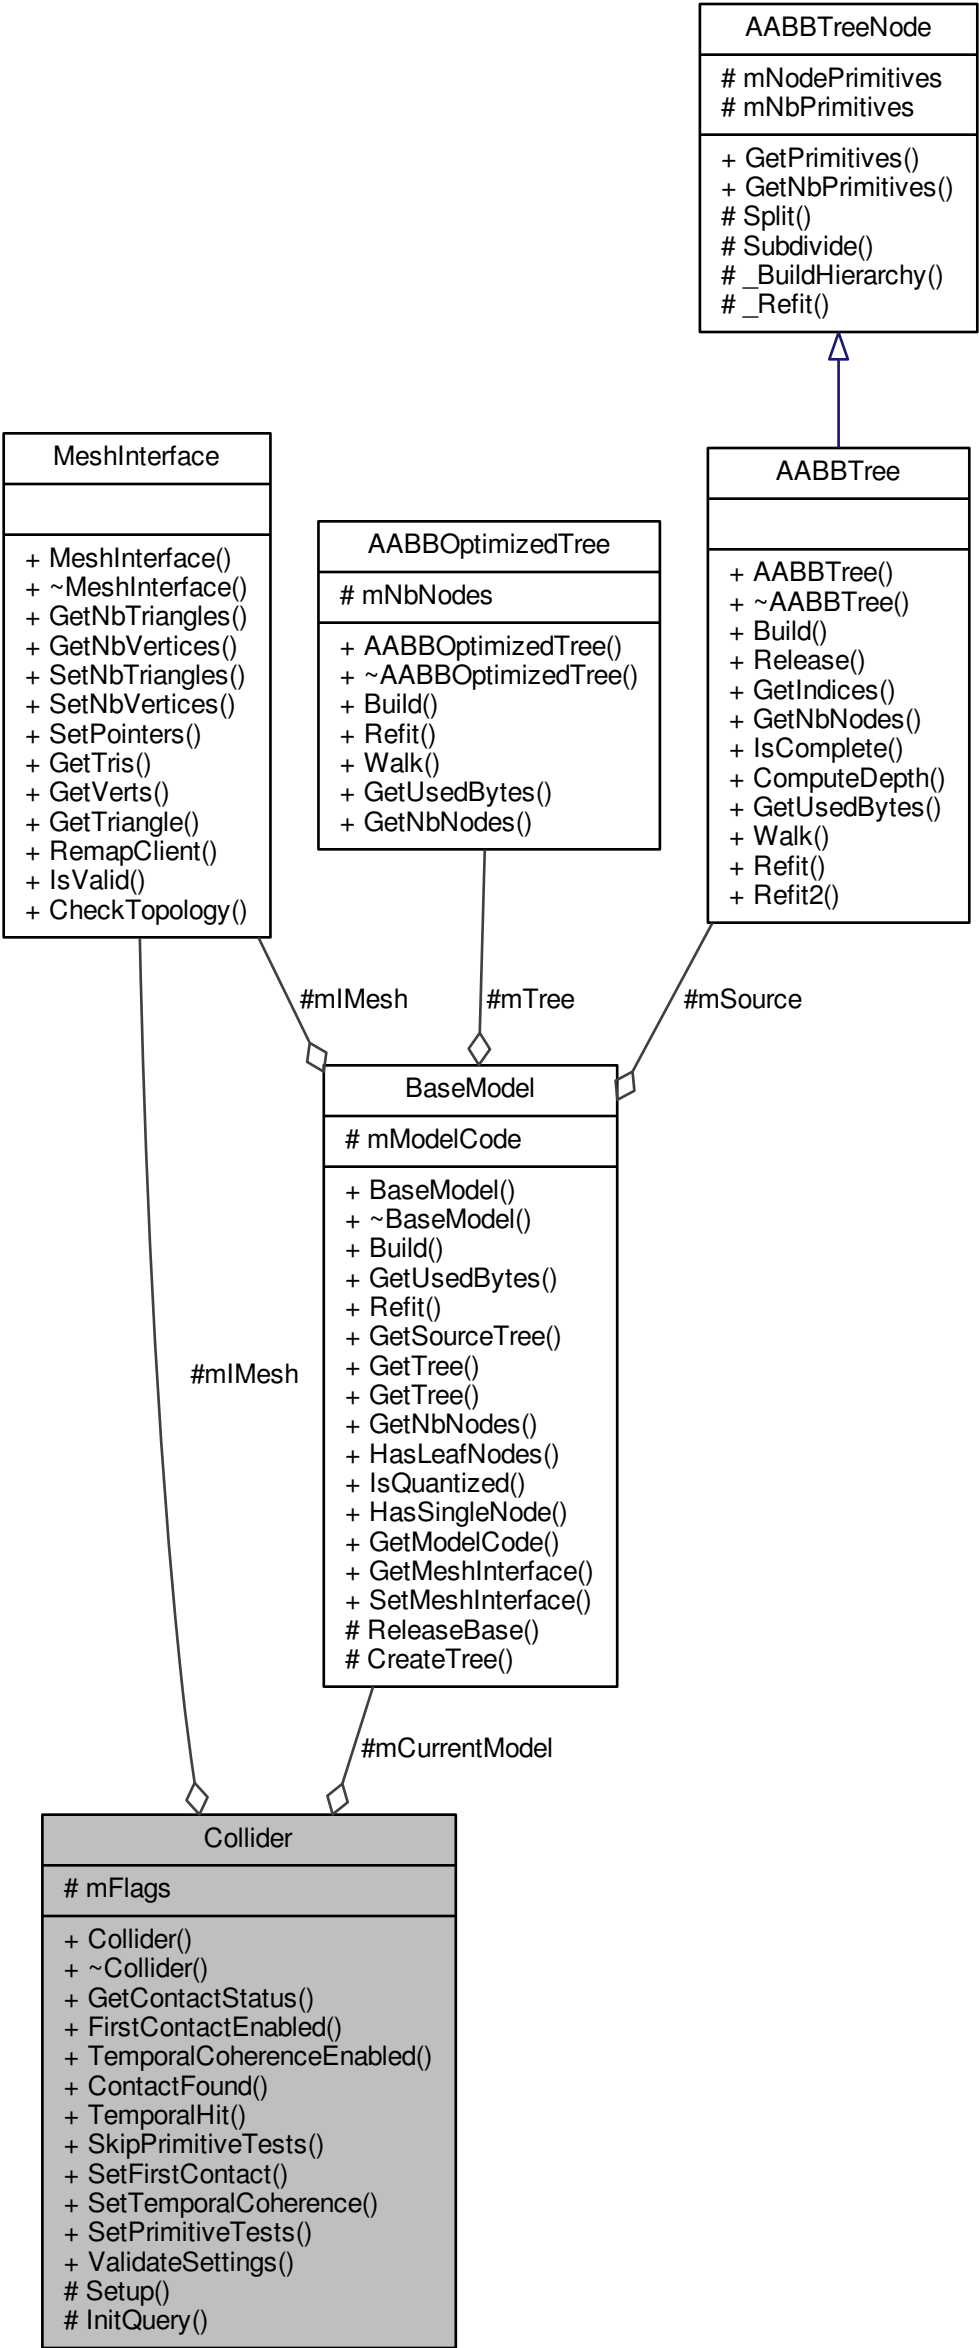 AABBTreeNode
# mNodePrimitives
# mNbPrimitives
+ GetPrimitives()
+ GetNbPrimitives()
# Split()
# Subdivide()
# _BuildHierarchy()
# _Refit()
MeshInterface
+ MeshInterface()
+ ~MeshInterface()
+ GetNbTriangles()
+ GetNbVertices()
+ SetNbTriangles()
+ SetNbVertices()
+ SetPointers()
+ GetTris()
+ GetVerts()
+ GetTriangle()
+ RemapClient()
+ IsValid()
+ CheckTopology()
AABBOptimizedTree
# mNbNodes
+ AABBOptimizedTree()
+ ~AABBOptimizedTree()
+ Build()
+ Refit()
+ Walk()
+ GetUsedBytes()
+ GetNbNodes()
AABBTree
+ AABBTree()
+ ~AABBTree()
+ Build()
+ Release()
+ GetIndices()
+ GetNbNodes()
+ IsComplete()
+ ComputeDepth()
+ GetUsedBytes()
+ Walk()
+ Refit()
+ Refit2()
#mIMesh
#mTree
#mSource
BaseModel
# mModelCode
+ BaseModel()
+ ~BaseModel()
+ Build()
+ GetUsedBytes()
+ Refit()
+ GetSourceTree()
+ GetTree()
+ GetTree()
+ GetNbNodes()
+ HasLeafNodes()
+ IsQuantized()
+ HasSingleNode()
+ GetModelCode()
+ GetMeshInterface()
+ SetMeshInterface()
# ReleaseBase()
# CreateTree()
#mIMesh
#mCurrentModel
Collider
# mFlags
+ Collider()
+ ~Collider()
+ GetContactStatus()
+ FirstContactEnabled()
+ TemporalCoherenceEnabled()
+ ContactFound()
+ TemporalHit()
+ SkipPrimitiveTests()
+ SetFirstContact()
+ SetTemporalCoherence()
+ SetPrimitiveTests()
+ ValidateSettings()
# Setup()
# InitQuery()